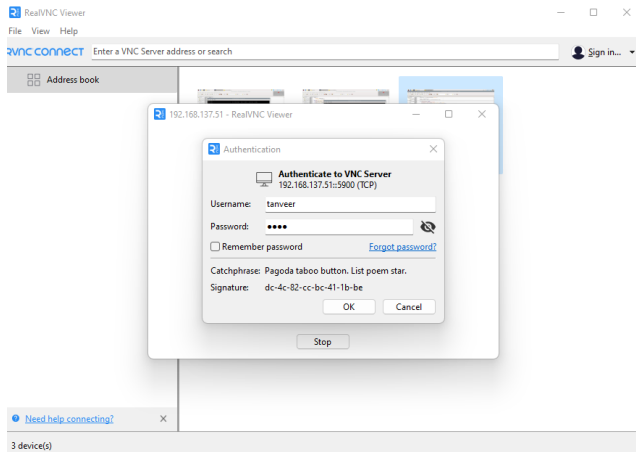 RealVNC Viewer
File View Help
RVNC CONNECT Enter a VNC Server address or search Sign in...
Address book
192.168.137.51 - RealVNC Viewer
Authentication
Authenticate to VNC Server
192.168.137.51::5900 (TCP)
Username: tanveer
Password: ••••
Remember password Forgot password?
Catchphrase: Pagoda taboo button. List poem star.
Signature: dc-4c-82-cc-bc-41-1b-be
OK Cancel
Stop
Need help connecting?
3 device(s)